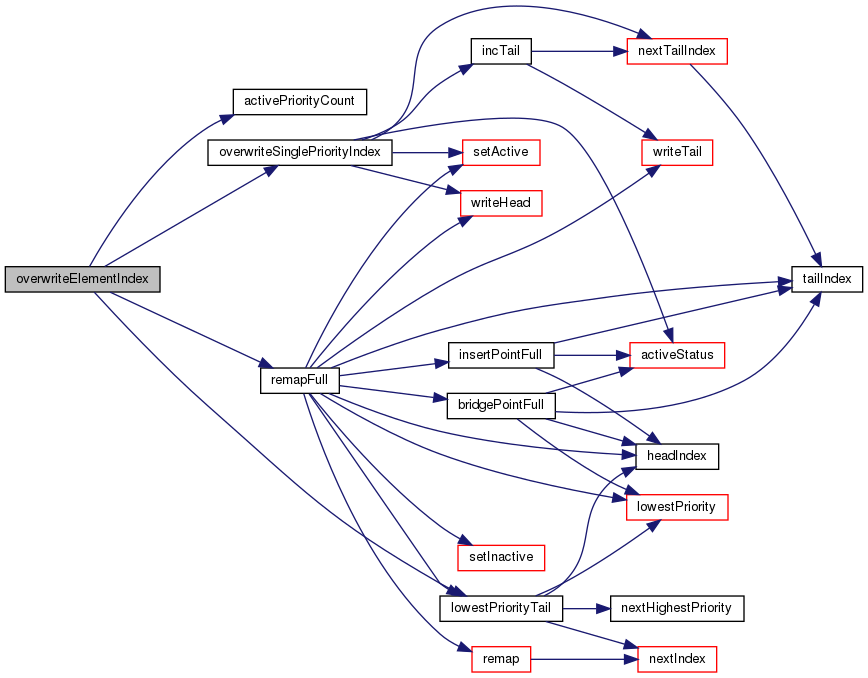 overwriteElementIndex
activePriorityCount
overwriteSinglePriorityIndex
remapFull
incTail
setActive
writeHead
insertPointFull
bridgePointFull
setInactive
lowestPriorityTail
remap
nextTailIndex
writeTail
activeStatus
headIndex
lowestPriority
nextHighestPriority
nextIndex
tailIndex